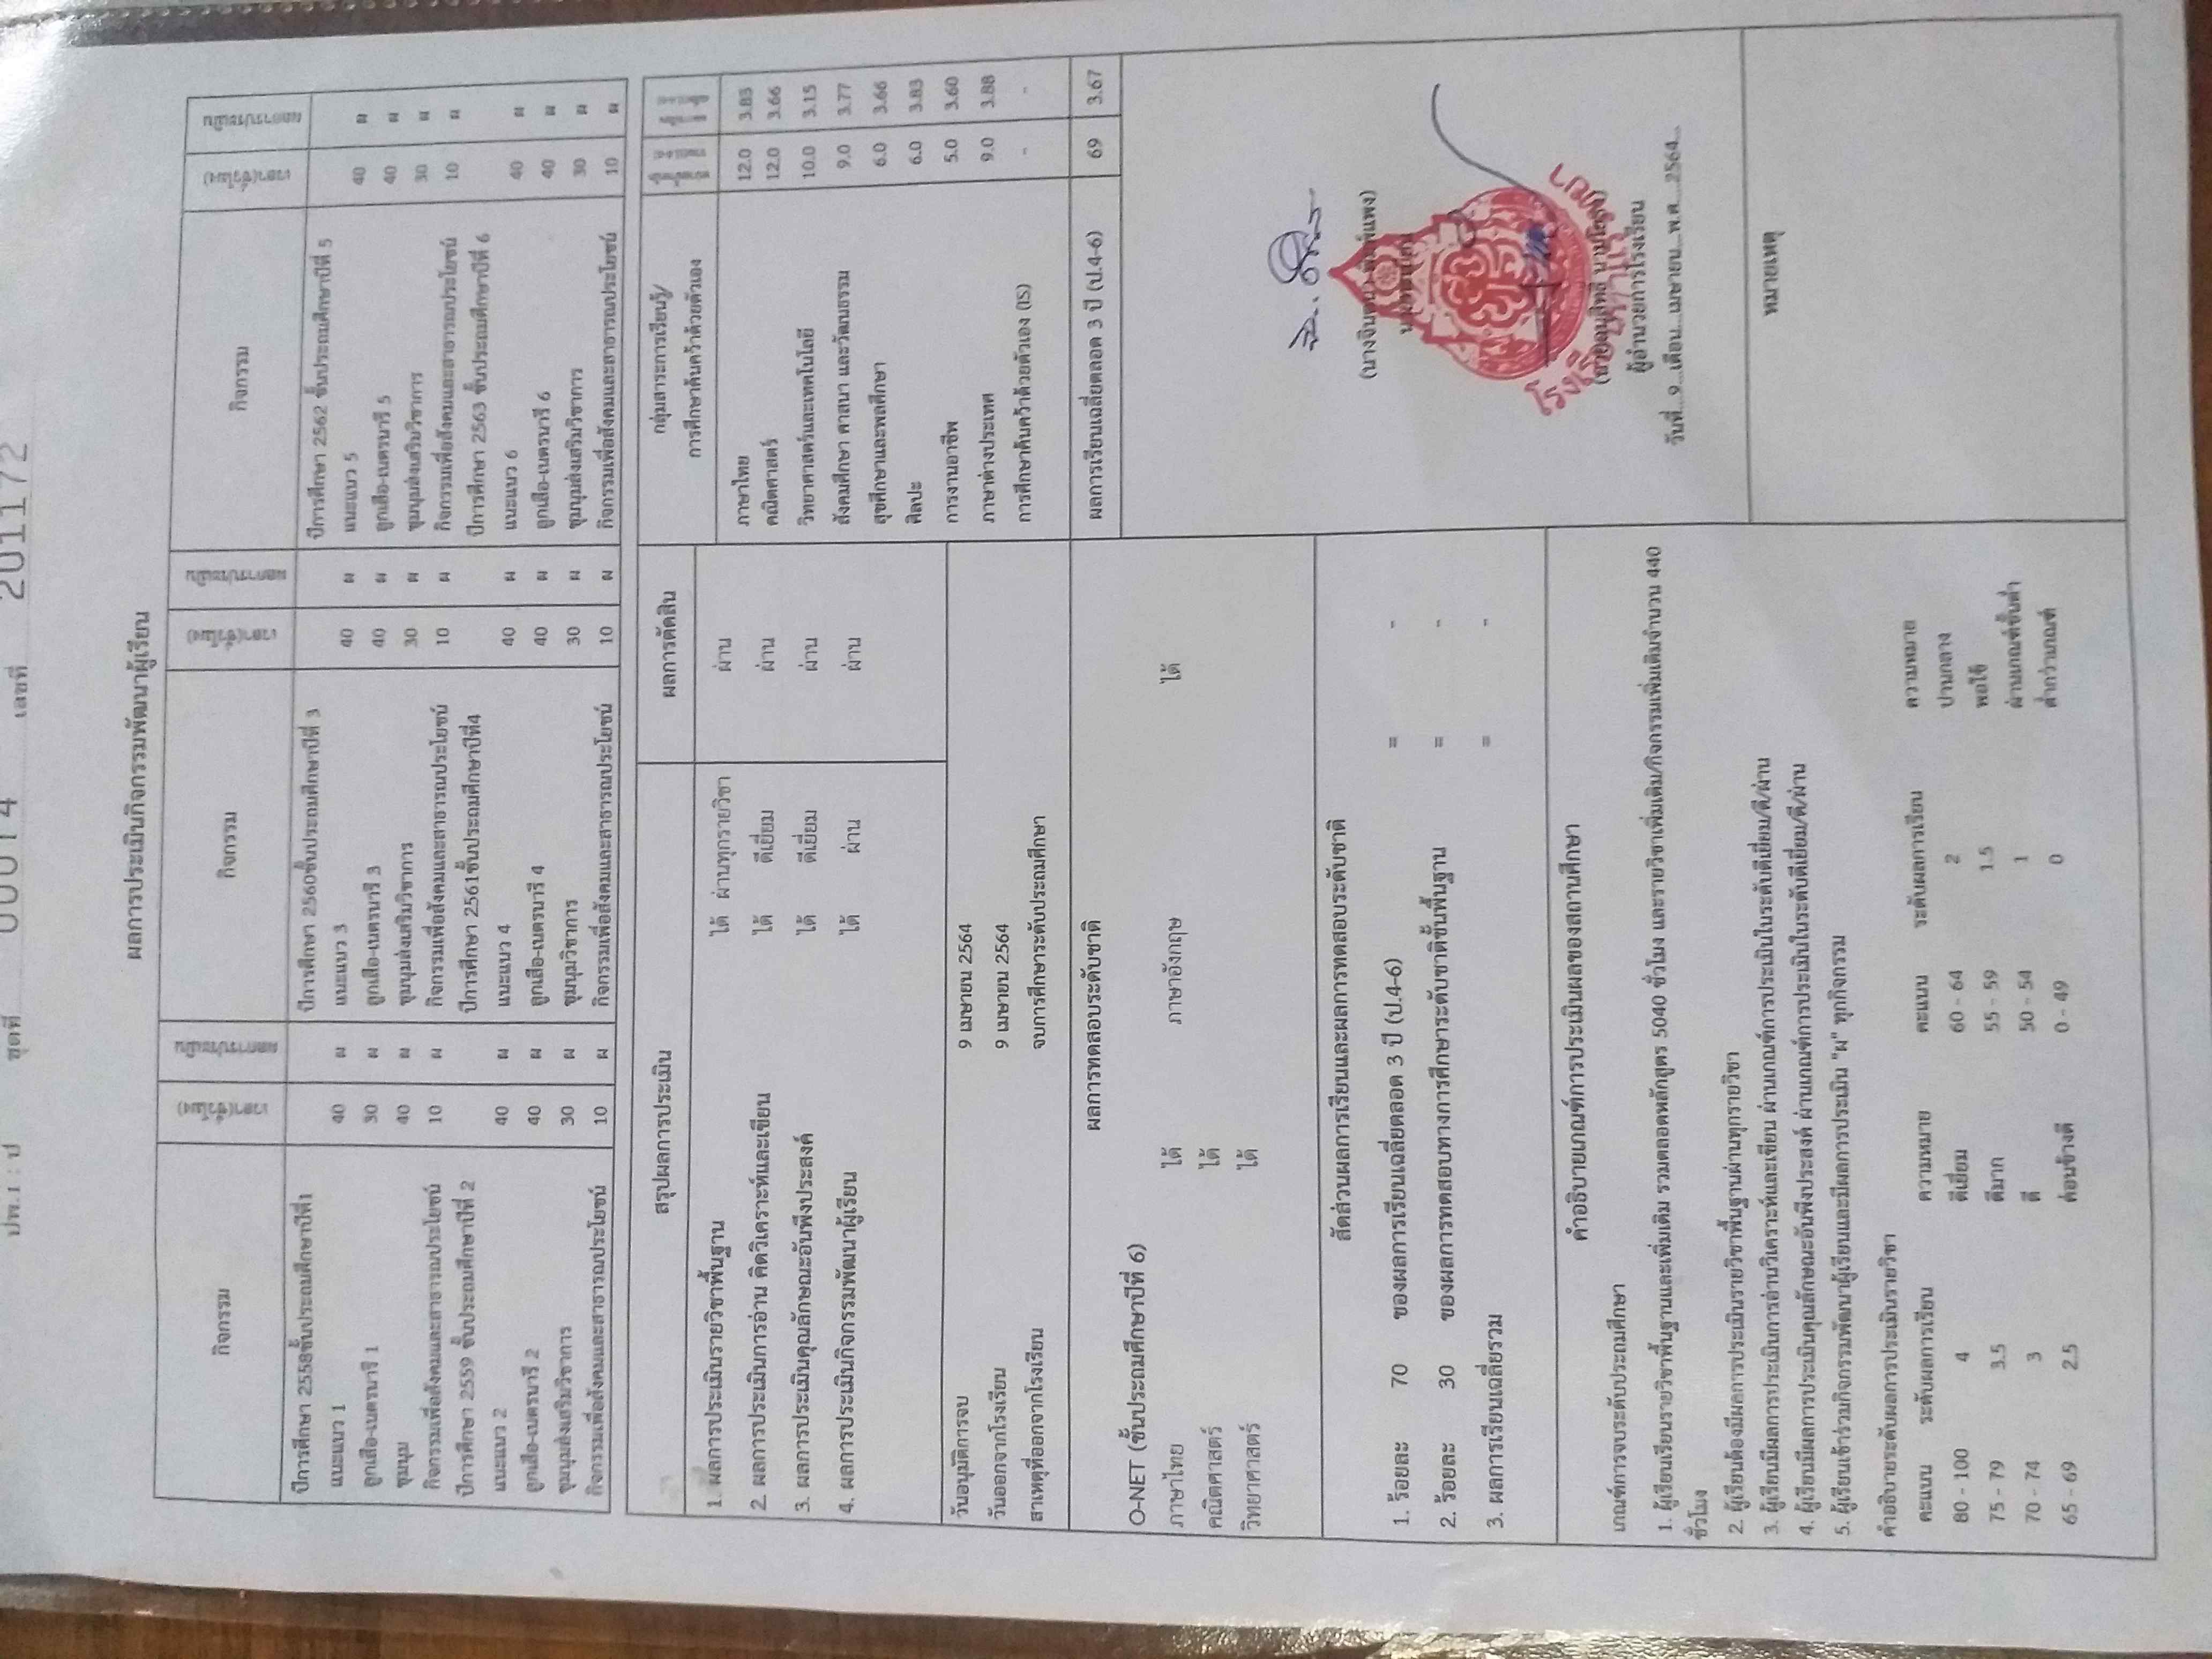 ปพ.1 : ป ชุดที่ 00014 เลขที่ 201172
ผลการประเมินกิจกรรมพัฒนาผู้เรียน
กิจกรรม เวลา(ชั่วโมง) ผลการประเมิน กิจกรรม เวลา(ชั่วโมง) ผลการประเมิน กิจกรรม เวลา(ชั่วโมง) ผลการประเมิน
ปีการศึกษา 2558ชั้นประถมศึกษาปีที่1 ปีการศึกษา 2560ชั้นประถมศึกษาปีที่ 3 ปีการศึกษา 2562 ชั้นประถมศึกษาปีที่ 5
แนะแนว 1 40 ผ แนะแนว 3 40 ผ แนะแนว 5 40 ผ
ลูกเสือ-เนตรนารี 1 30 ผ ลูกเสือ-เนตรนารี 3 40 ผ ลูกเสือ-เนตรนารี 5 40 ผ
ชุมนุม 40 ผ ชุมนุมส่งเสริมวิชาการ 30 ผ ชุมนุมส่งเสริมวิชาการ 30 ผ
กิจกรรมเพื่อสังคมและสาธารณประโยชน์ 10 ผ กิจกรรมเพื่อสังคมและสาธารณประโยชน์ 10 ผ กิจกรรมเพื่อสังคมและสาธารณประโยชน์ 10 ผ
ปีการศึกษา 2559 ชั้นประถมศึกษาปีที่ 2 ปีการศึกษา 2561ชั้นประถมศึกษาปีที่4 ปีการศึกษา 2563 ชั้นประถมศึกษาปีที่ 6
แนะแนว 2 40 ผ แนะแนว 4 40 ผ แนะแนว 6 40 ผ
ลูกเสือ-เนตรนารี 2 40 ผ ลูกเสือ-เนตรนารี 4 40 ผ ลูกเสือ-เนตรนารี 6 40 ผ
ชุมนุมส่งเสริมวิชาการ 30 ผ ชุมนุมวิชาการ 30 ผ ชุมนุมส่งเสริมวิชาการ 30 ผ
กิจกรรมเพื่อสังคมและสาธารณประโยชน์ 10 ผ กิจกรรมเพื่อสังคมและสาธารณประโยชน์ 10 ผ กิจกรรมเพื่อสังคมและสาธารณประโยชน์ 10 ผ
สรุปผลการประเมิน ผลการตัดสิน
1. ผลการประเมินรายวิชาพื้นฐาน ได้ ผ่านทุกรายวิชา ผ่าน
2. ผลการประเมินการอ่าน คิดวิเคราะห์และเขียน ได้ ดีเยี่ยม ผ่าน
3. ผลการประเมินคุณลักษณะอันพึงประสงค์ ได้ ดีเยี่ยม ผ่าน
4. ผลการประเมินกิจกรรมพัฒนาผู้เรียน ได้ ผ่าน ผ่าน
วันอนุมัติการจบ 9 เมษายน 2564
วันออกจากโรงเรียน 9 เมษายน 2564
สาเหตุที่ออกจากโรงเรียน จบการศึกษาระดับประถมศึกษา
กลุ่มสาระการเรียนรู้/
การศึกษาค้นคว้าด้วยตัวเอง
ภาษาไทย 12.0 3.83
คณิตศาสตร์ 12.0 3.66
วิทยาศาสตร์และเทคโนโลยี 10.0 3.15
สังคมศึกษา ศาสนา และวัฒนธรรม 9.0 3.77
สุขศึกษาและพลศึกษา 6.0 3.66
ศิลปะ 6.0 3.83
การงานอาชีพ 5.0 3.60
ภาษาต่างประเทศ 9.0 3.88
การศึกษาค้นคว้าด้วยตัวเอง (IS) - -
ผลการเรียนเฉลี่ยตลอด 3 ปี (ป.4-6) 69 3.67
ผลการทดสอบระดับชาติ
O-NET (ชั้นประถมศึกษาปีที่ 6)
ภาษาไทย ได้ ภาษาอังกฤษ ได้
คณิตศาสตร์ ได้
วิทยาศาสตร์ ได้
สัดส่วนผลการเรียนและผลการทดสอบระดับชาติ
1. ร้อยละ 70 ของผลการเรียนเฉลี่ยตลอด 3 ปี (ป.4-6) = -
2. ร้อยละ 30 ของผลการทดสอบทางการศึกษาระดับชาติขั้นพื้นฐาน = -
3. ผลการเรียนเฉลี่ยรวม = -
นายทะเบียน
ผู้อำนวยการโรงเรียน
วันที่...9...เดือน...เมษายน...พ.ศ....2564...
หมายเหตุ
คำอธิบายเกณฑ์การประเมินผลของสถานศึกษา
เกณฑ์การจบระดับประถมศึกษา
1. ผู้เรียนเรียนรายวิชาพื้นฐานและเพิ่มเติม รวมตลอดหลักสูตร 5040 ชั่วโมง และรายวิชาเพิ่มเติม/กิจกรรมเพิ่มเติมจำนวน 440
ชั่วโมง
2. ผู้เรียนต้องมีผลการประเมินรายวิชาพื้นฐานผ่านทุกรายวิชา
3. ผู้เรียนมีผลการประเมินการอ่านวิเคราะห์และเขียน ผ่านเกณฑ์การประเมินในระดับดีเยี่ยม/ดี/ผ่าน
4. ผู้เรียนมีผลการประเมินคุณลักษณะอันพึงประสงค์ ผ่านเกณฑ์การประเมินในระดับดีเยี่ยม/ดี/ผ่าน
5. ผู้เรียนเข้าร่วมกิจกรรมพัฒนาผู้เรียนและมีผลการประเมิน "ผ" ทุกกิจกรรม
คำอธิบายระดับผลการประเมินรายวิชา
คะแนน ระดับผลการเรียน ความหมาย คะแนน ระดับผลการเรียน ความหมาย
80 - 100 4 ดีเยี่ยม 60 - 64 2 ปานกลาง
75 - 79 3.5 ดีมาก 55 - 59 1.5 พอใช้
70 - 74 3 ดี 50 - 54 1 ผ่านเกณฑ์ขั้นต่ำ
65 - 69 2.5 ค่อนข้างดี 0 - 49 0 ต่ำกว่าเกณฑ์